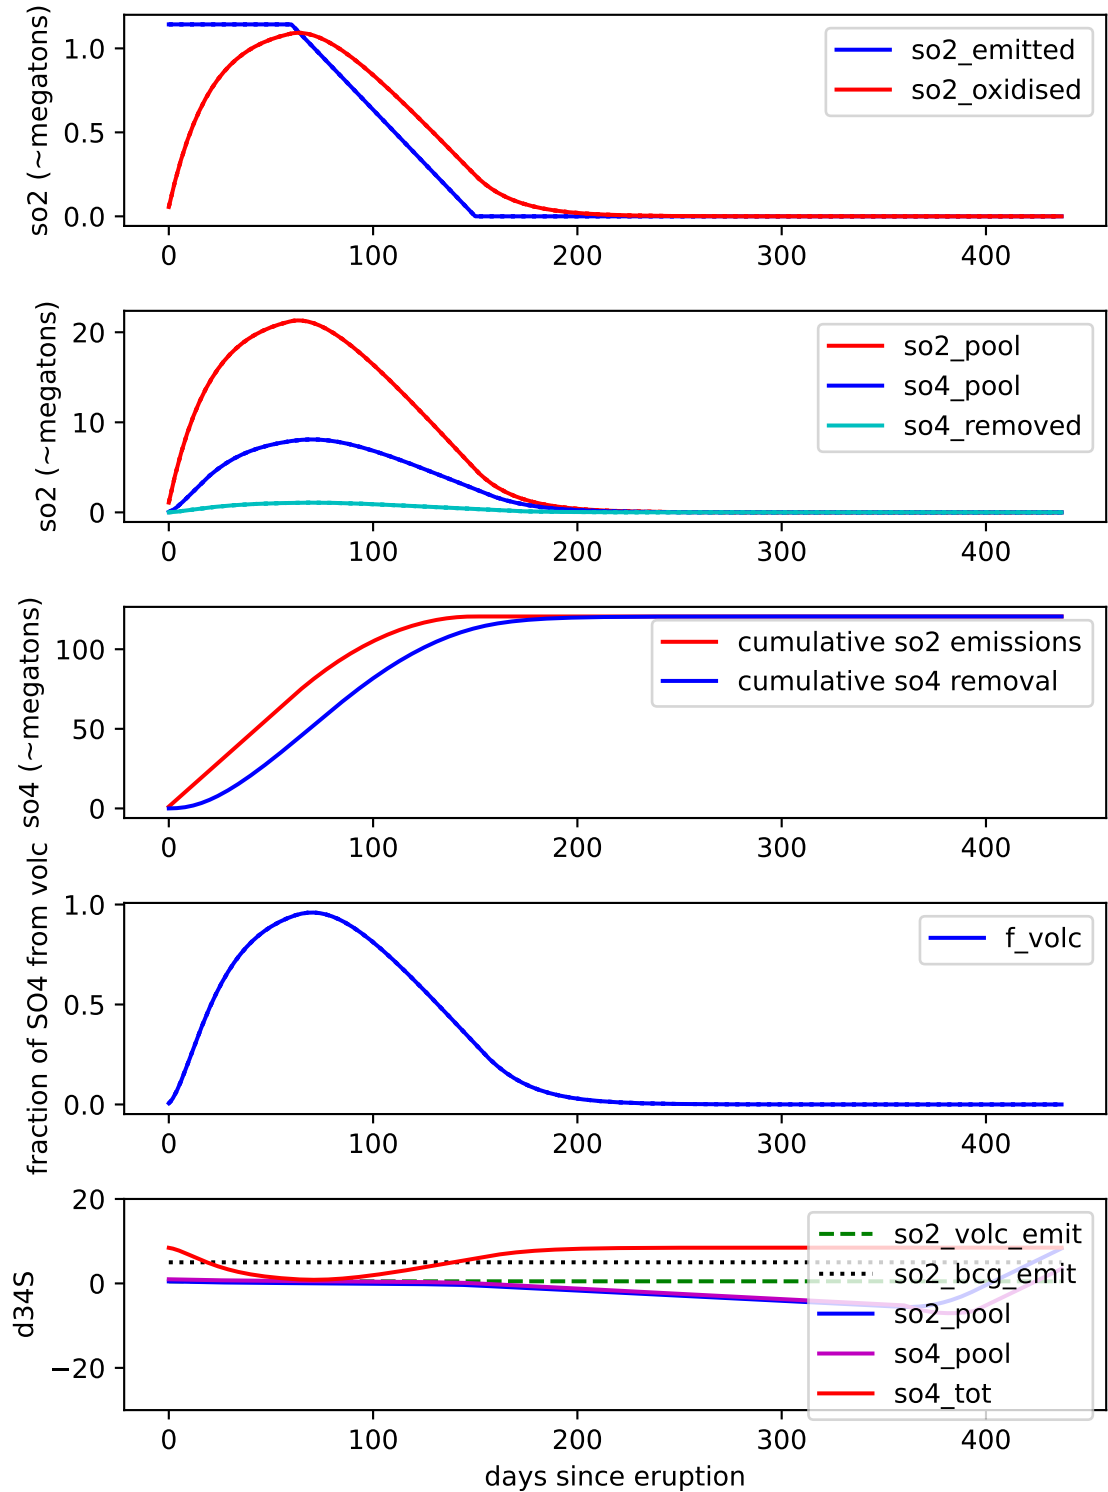 so2 (~megatons)
1.0
0.5
0.0
so2_emitted
so2_oxidised
0 100 200 300 400
so2 (~megatons)
20
10
0
so2_pool
so4_pool
so4_removed
0 100 200 300 400
so4 (~megatons)
100
50
0
cumulative so2 emissions
cumulative so4 removal
0 100 200 300 400
fraction of SO4 from volc
1.0
0.5
0.0
f_volc
0 100 200 300 400
d34S
20
0
−20
so2_volc_emit
so2_bcg_emit
so2_pool
so4_pool
so4_tot
0 100 200 300 400
days since eruption